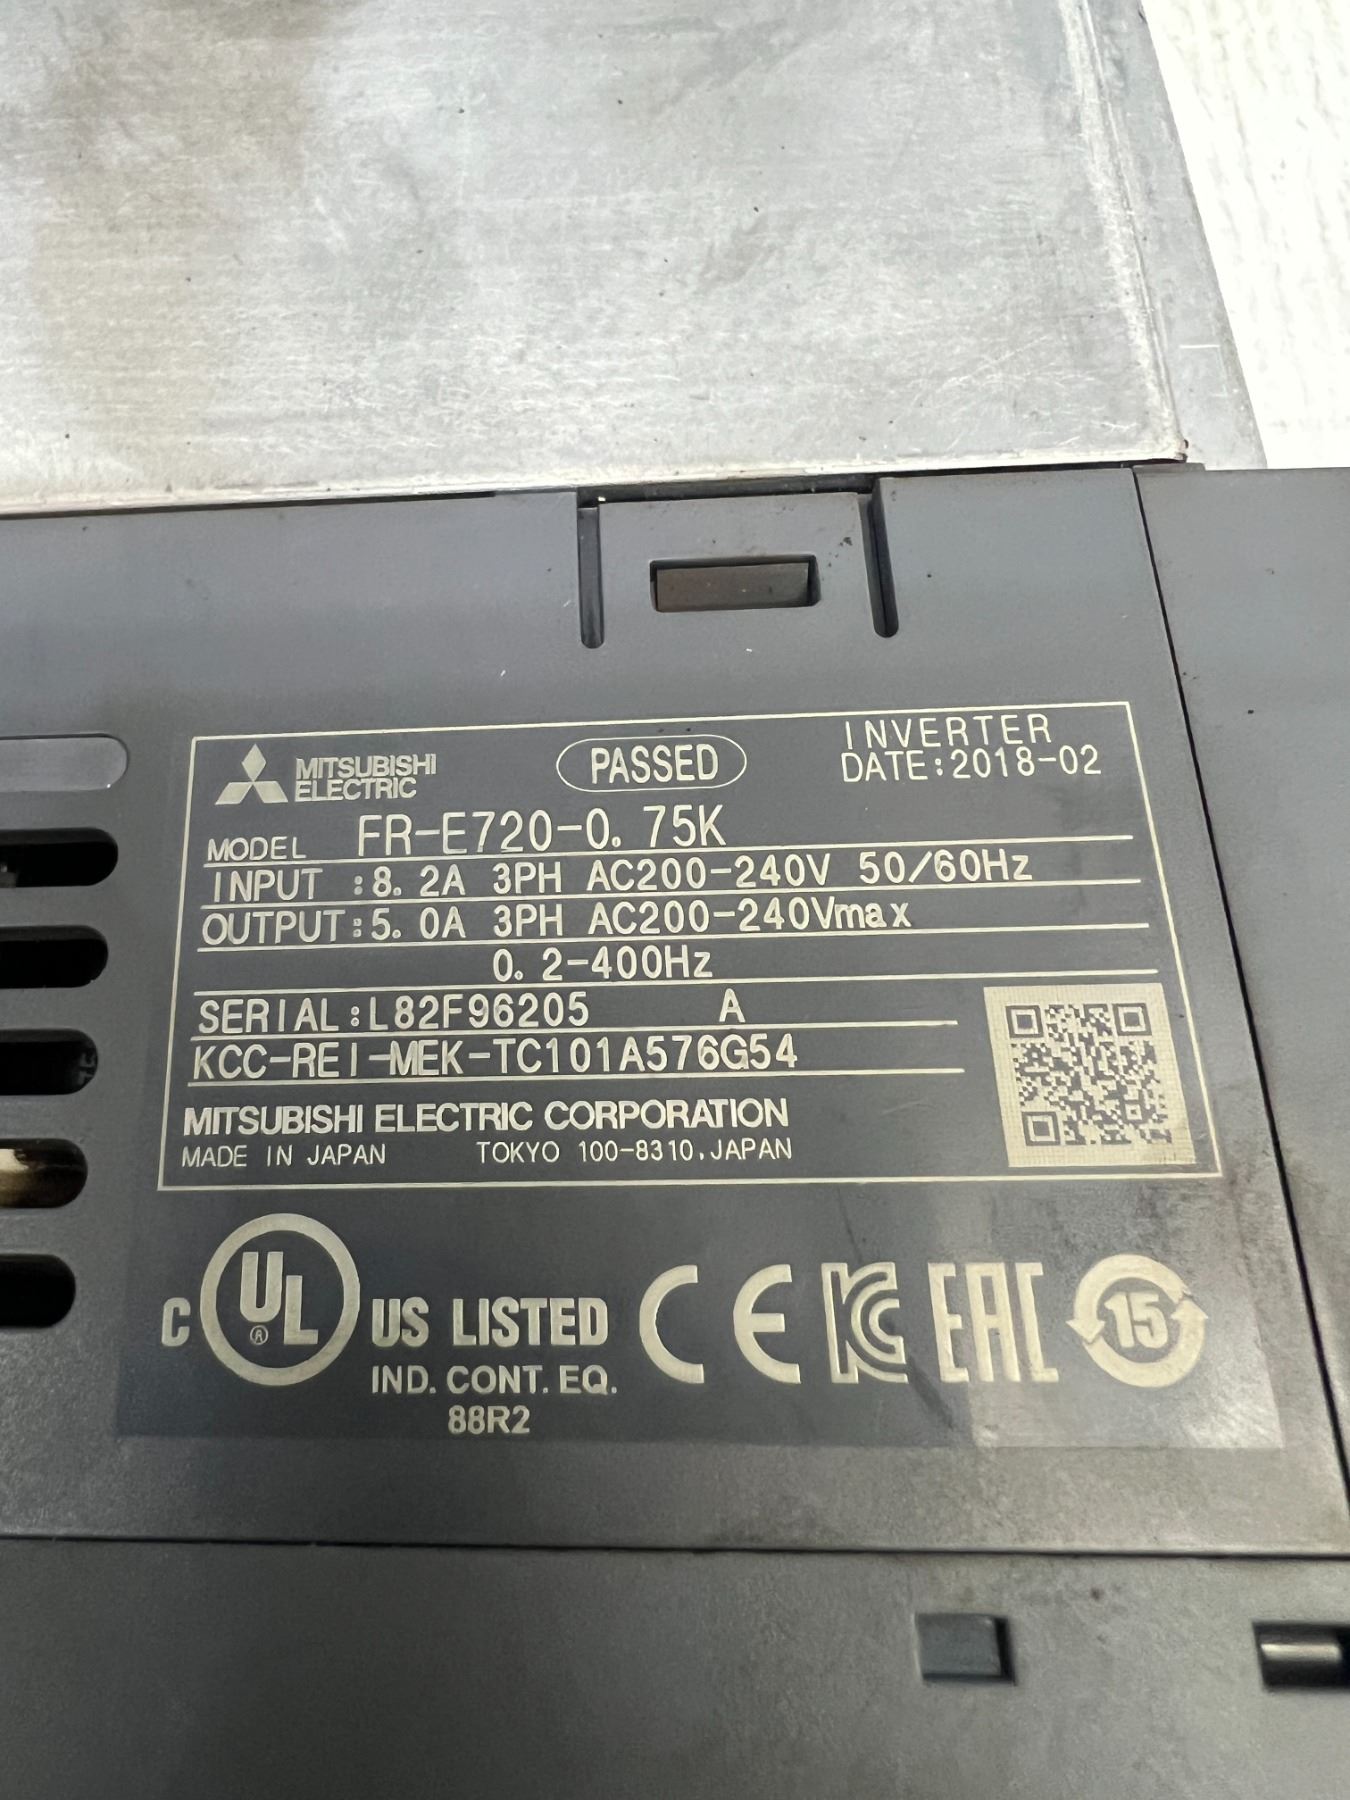 MITSUBISHI
ELECTRIC
PASSED
INVERTER
DATE:2018-02
MODEL FR-E720-0.75K
INPUT :8.2A 3PH AC200-240V 50/60Hz
OUTPUT:5.0A 3PH AC200-240Vmax
0.2-400Hz
SERIAL:L82F96205 A
KCC-REI-MEK-TC101A576G54
MITSUBISHI ELECTRIC CORPORATION
MADE IN JAPAN TOKYO 100-8310,JAPAN
C UL ® US LISTED CE KC EAC 15
IND. CONT. EQ.
88R2